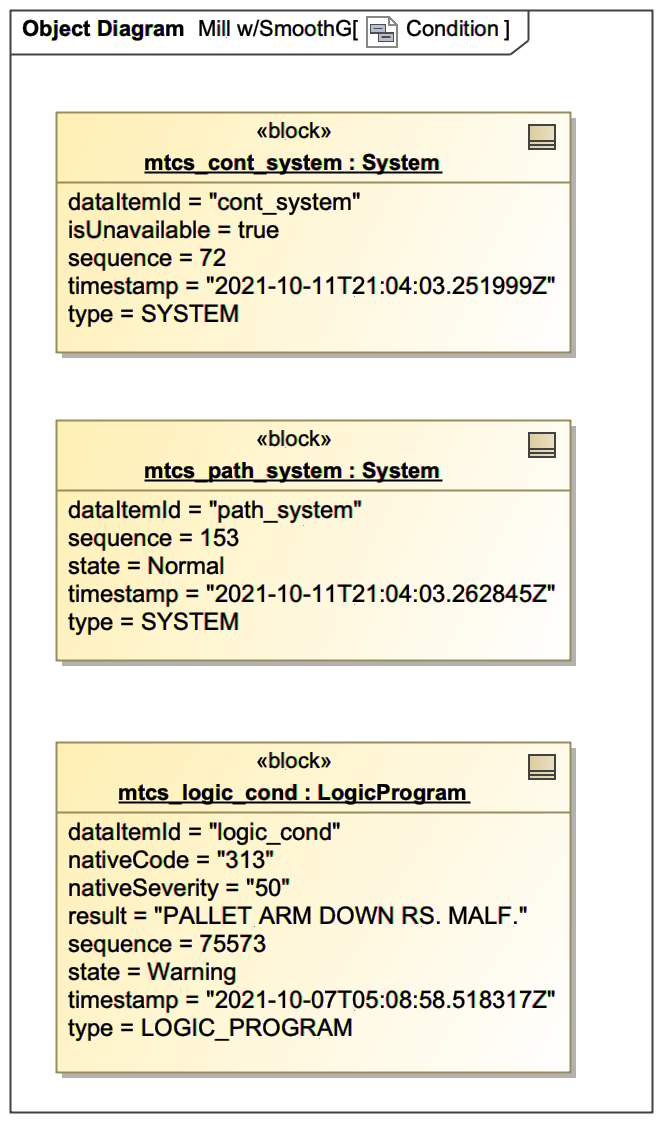 Object Diagram Mill w/SmoothG[ Condition ]
«block»
mtcs_cont_system : System
dataItemId = "cont_system"
isUnavailable = true
sequence = 72
timestamp = "2021-10-11T21:04:03.251999Z"
type = SYSTEM
«block»
mtcs_path_system : System
dataItemId = "path_system"
sequence = 153
state = Normal
timestamp = "2021-10-11T21:04:03.262845Z"
type = SYSTEM
«block»
mtcs_logic_cond : LogicProgram
dataItemId = "logic_cond"
nativeCode = "313"
nativeSeverity = "50"
result = "PALLET ARM DOWN RS. MALF."
sequence = 75573
state = Warning
timestamp = "2021-10-07T05:08:58.518317Z"
type = LOGIC_PROGRAM